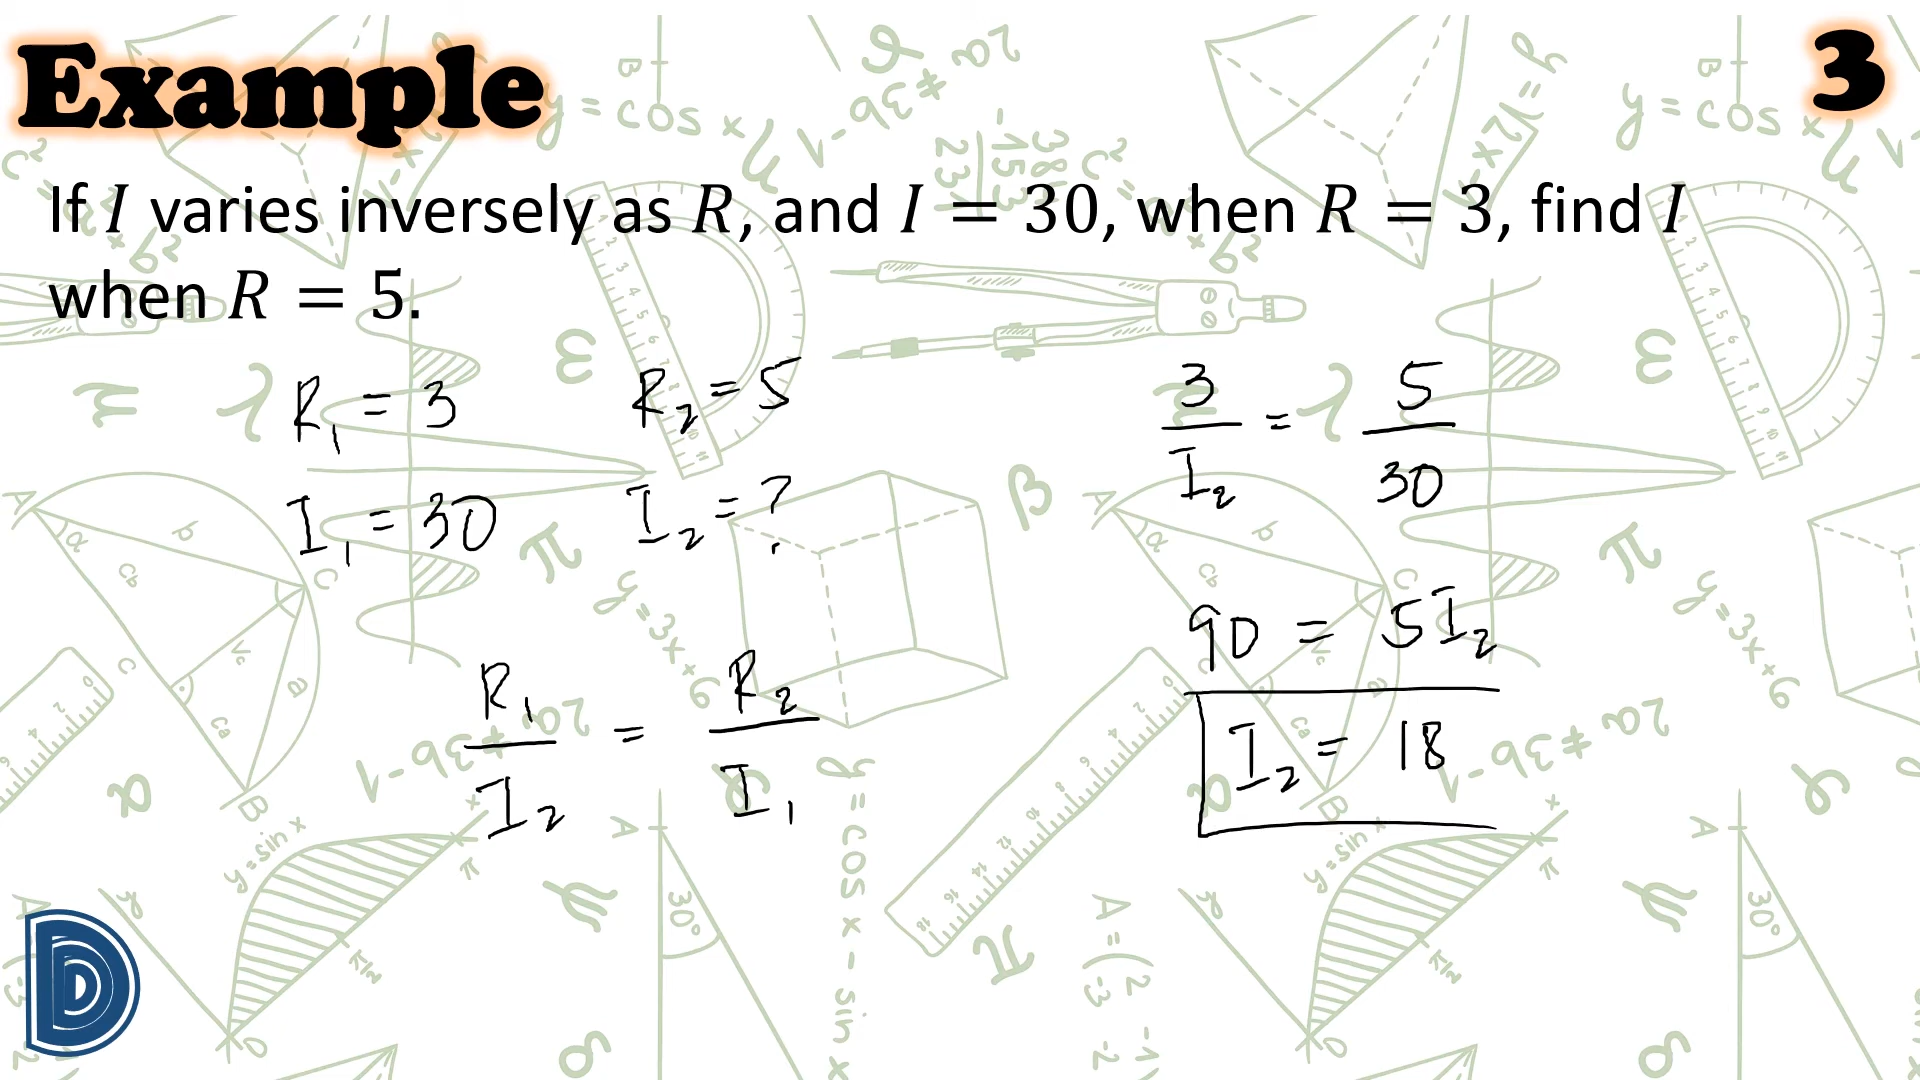 Example 3
If I varies inversely as R, and I = 30, when R = 3, find I
when R = 5.
R₁ = 3
I₁ = 30
R₂ = 5
I₂ = ?
R₁/I₂ = R₂/I₁
3/I₂ = 5/30
90 = 5I₂
I₂ = 18